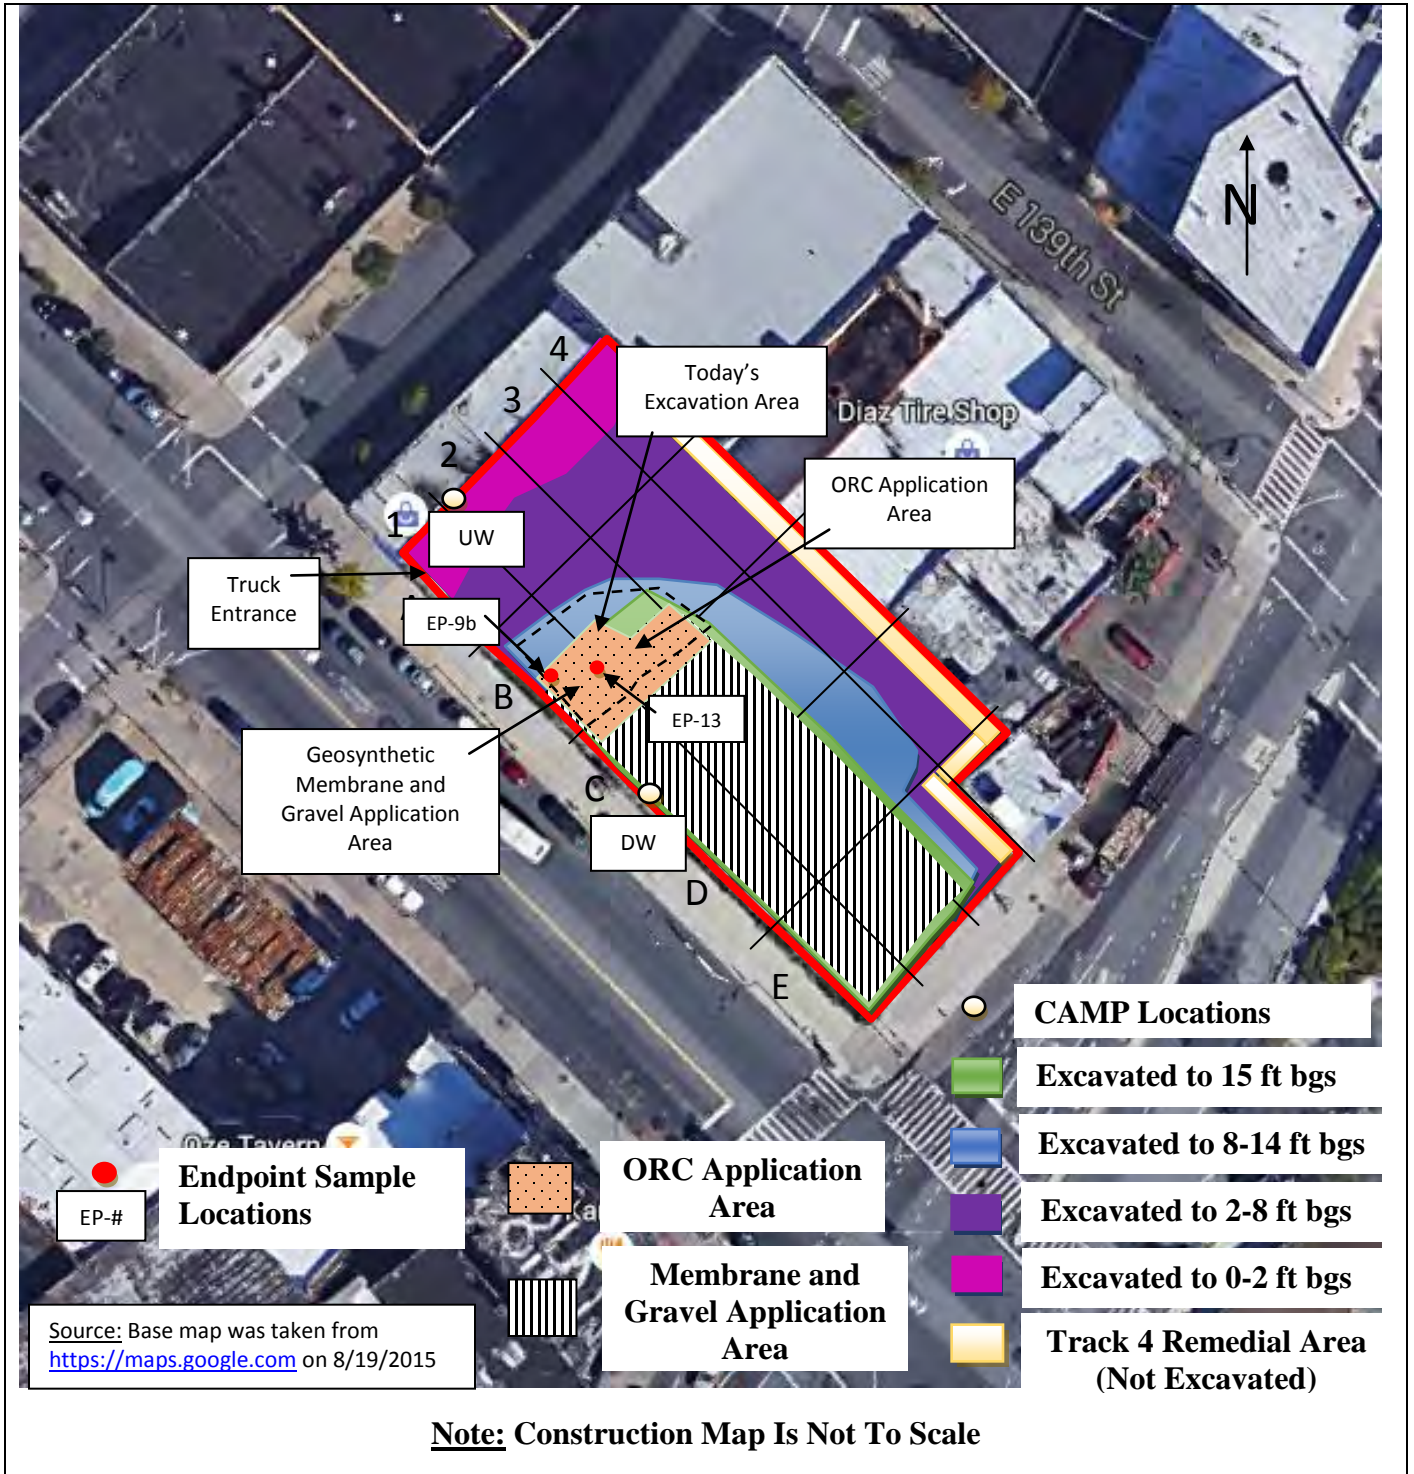 E 139th St
N
4
3
2
1
Today's
Excavation Area
Diaz Tire Shop
ORC Application
Area
UW
Truck
Entrance
EP-9b
B
EP-13
Geosynthetic
Membrane and
Gravel Application
Area
C
DW
D
E
CAMP Locations
Excavated to 15 ft bgs
Excavated to 8-14 ft bgs
Excavated to 2-8 ft bgs
Excavated to 0-2 ft bgs
Track 4 Remedial Area
(Not Excavated)
Oze Tavern
EP-#
Endpoint Sample
Locations
ORC Application
Area
Membrane and
Gravel Application
Area
Source: Base map was taken from
https://maps.google.com on 8/19/2015
Note: Construction Map Is Not To Scale